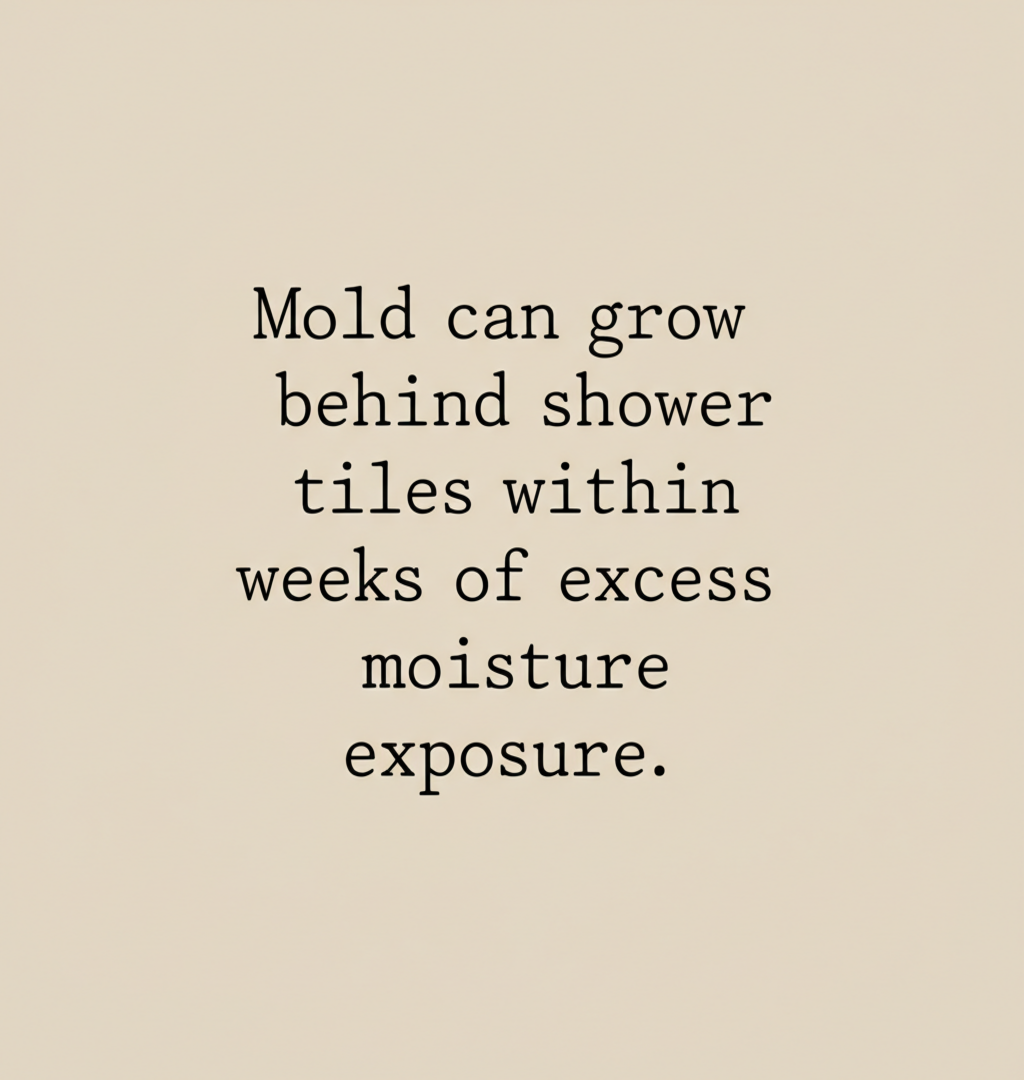 Mold can grow
behind shower
tiles within
weeks of excess
moisture
exposure.